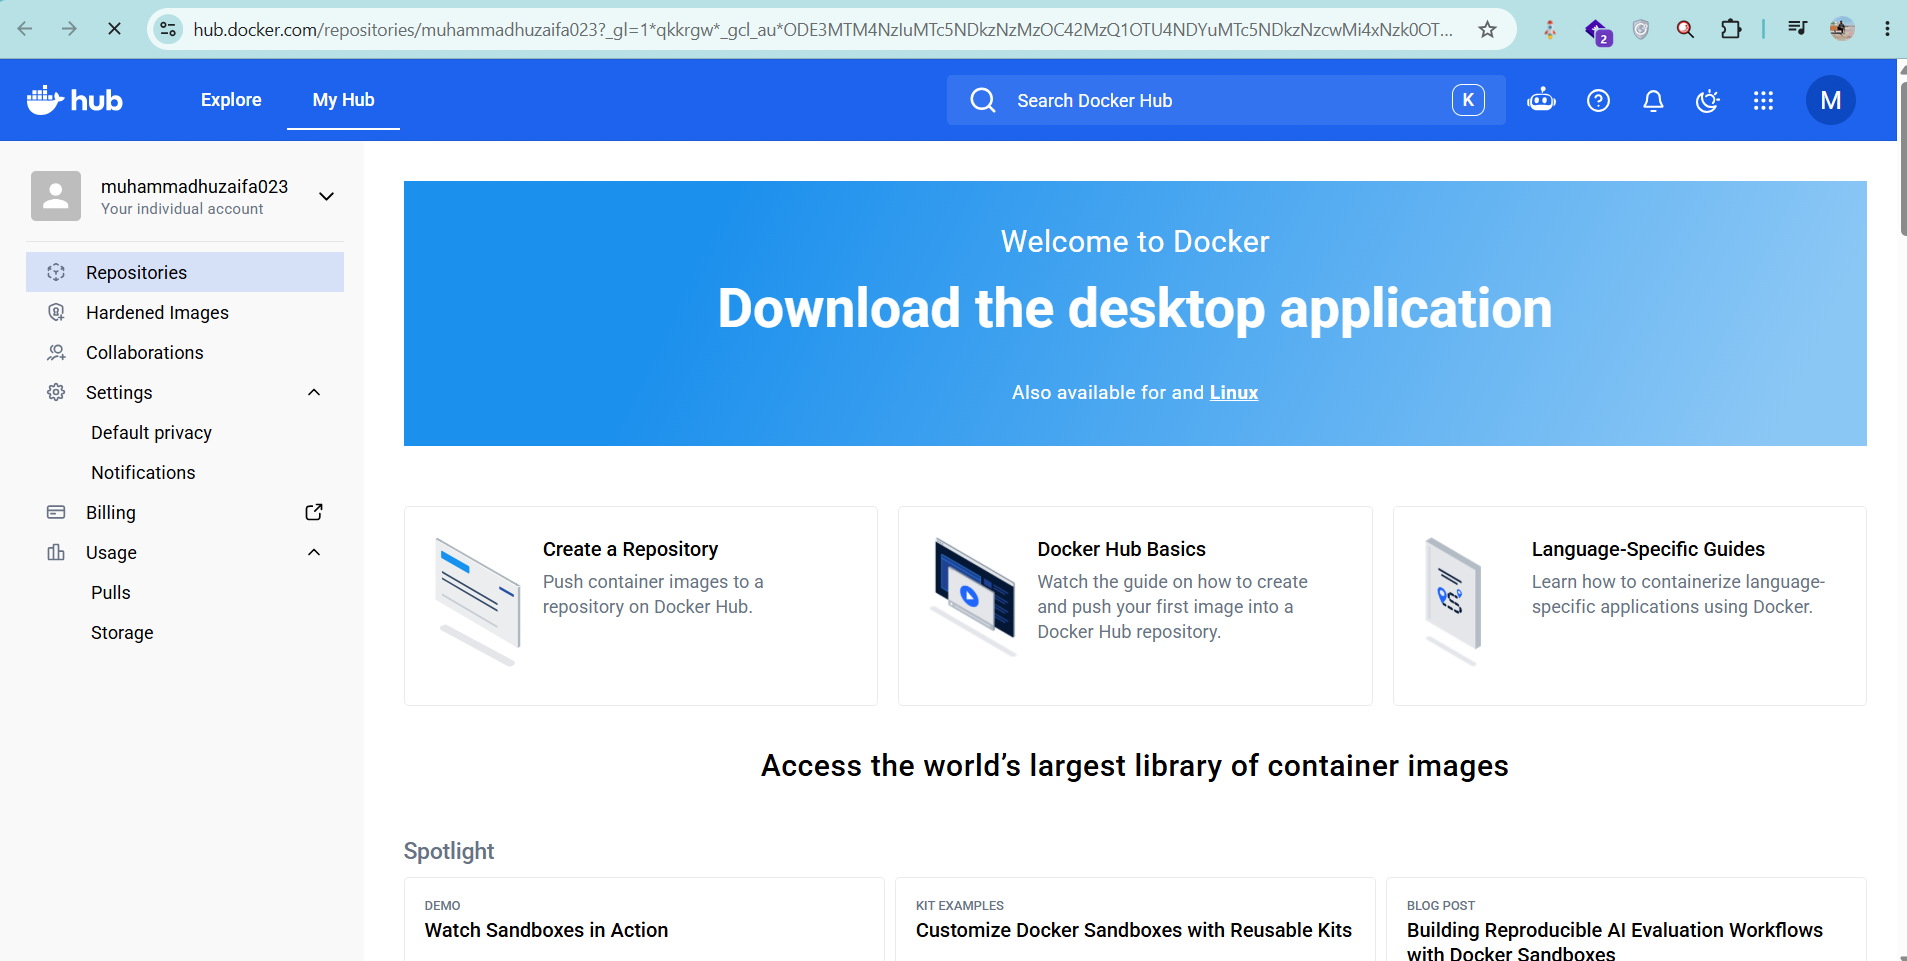 hub.docker.com/repositories/muhammadhuzaifa023?_gl=1*qkkrgw*_gcl_au*ODE3MTM4NzIuMTc5NDkzNzMzOC42MzQ1OTU4NDYuMTc5NDkzNzcwMi4xNzk0OT...
2
hub
Explore
My Hub
Search Docker Hub
K
M
muhammadhuzaifa023
Your individual account
Repositories
Hardened Images
Collaborations
Settings
Default privacy
Notifications
Billing
Usage
Pulls
Storage
Welcome to Docker
Download the desktop application
Also available for and Linux
Create a Repository
Push container images to a
repository on Docker Hub.
Docker Hub Basics
Watch the guide on how to create
and push your first image into a
Docker Hub repository.
Language-Specific Guides
Learn how to containerize language-
specific applications using Docker.
Access the world’s largest library of container images
Spotlight
DEMO
Watch Sandboxes in Action
KIT EXAMPLES
Customize Docker Sandboxes with Reusable Kits
BLOG POST
Building Reproducible AI Evaluation Workflows
with Docker Sandboxes